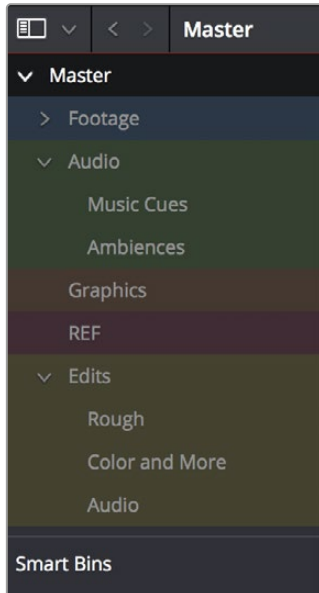 Master
Master
Footage
Audio
Music Cues
Ambiences
Graphics
REF
Edits
Rough
Color and More
Audio
Smart Bins